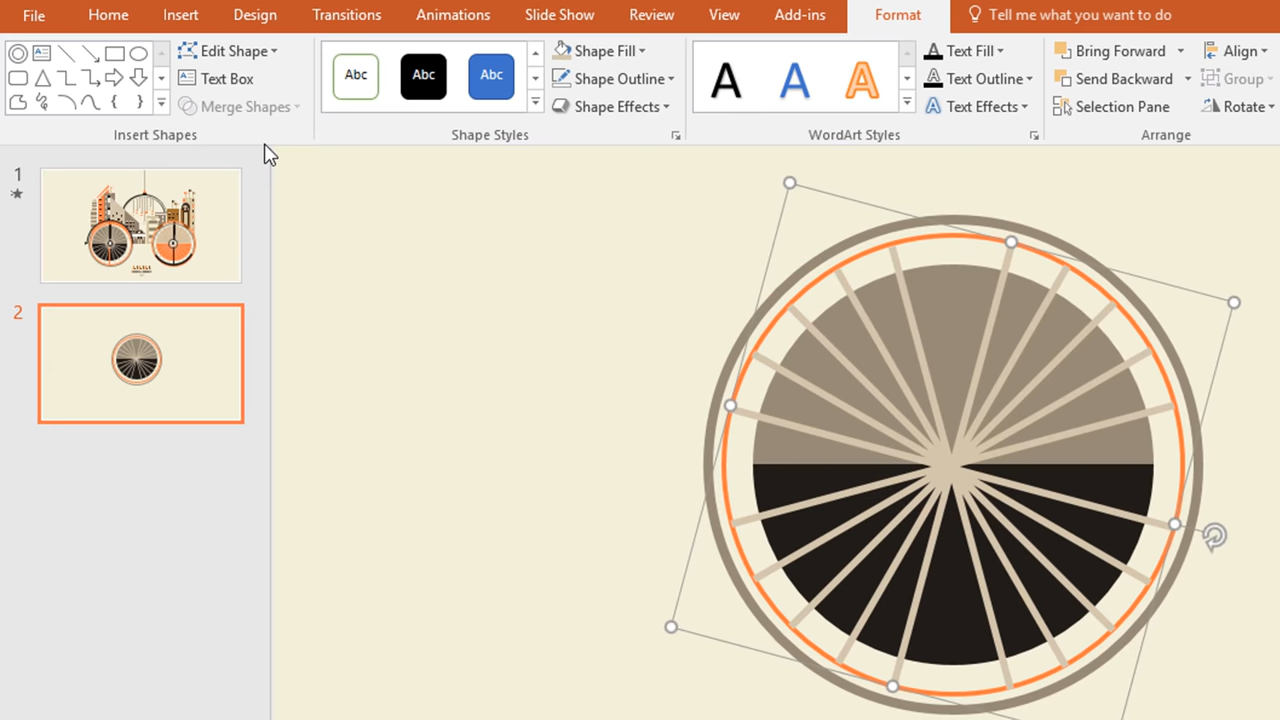 File Home Insert Design Transitions Animations Slide Show Review View Add-ins Format Tell me what you want to do
Edit Shape
Text Box
Merge Shapes
Insert Shapes
Abc Abc Abc
Shape Fill
Shape Outline
Shape Effects
Shape Styles
A A A
Text Fill
Text Outline
Text Effects
WordArt Styles
Bring Forward
Send Backward
Selection Pane
Align
Group
Rotate
Arrange
1
2